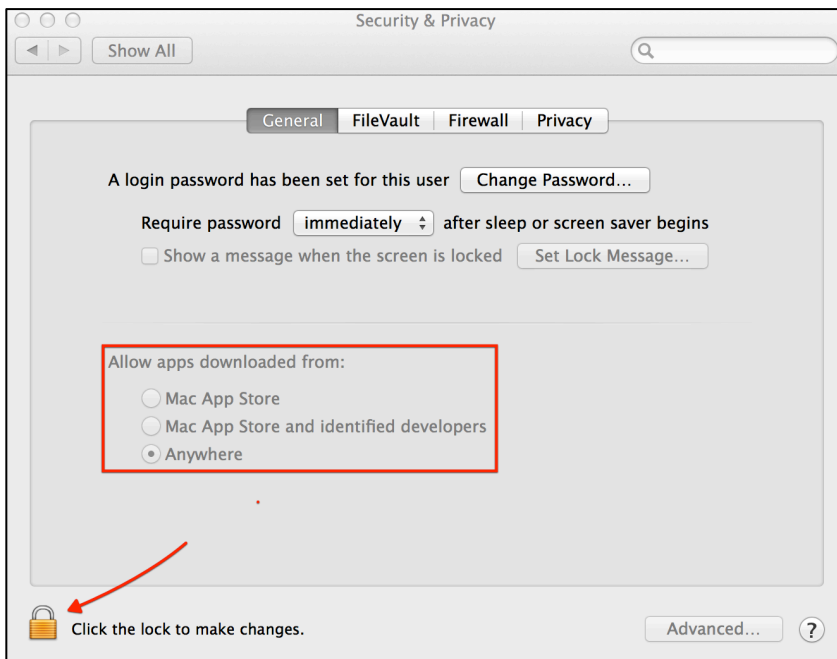 Security & Privacy
Show All
General FileVault Firewall Privacy
A login password has been set for this user Change Password...
Require password immediately after sleep or screen saver begins
Show a message when the screen is locked Set Lock Message...
Allow apps downloaded from:
Mac App Store
Mac App Store and identified developers
Anywhere
Click the lock to make changes. Advanced... ?